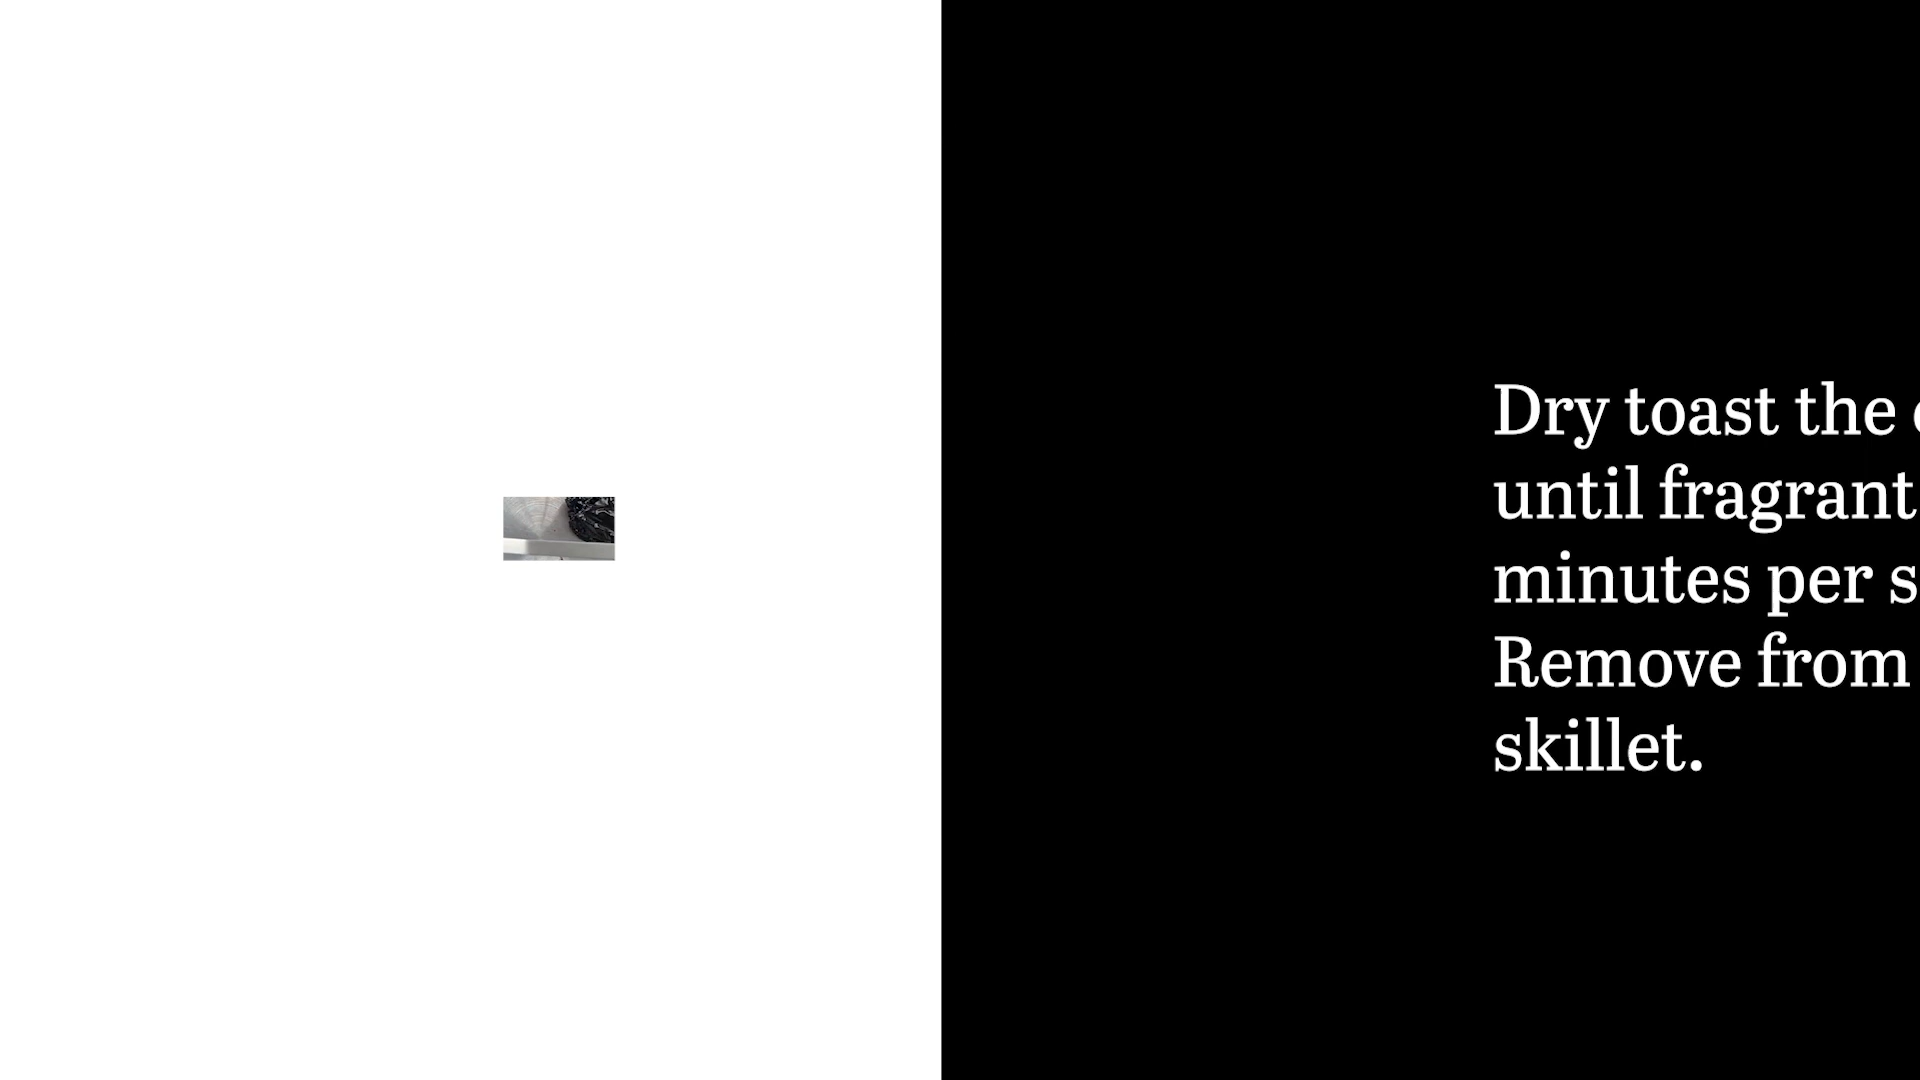 Dry toast the
until fragrant
minutes per
Remove from
skillet.